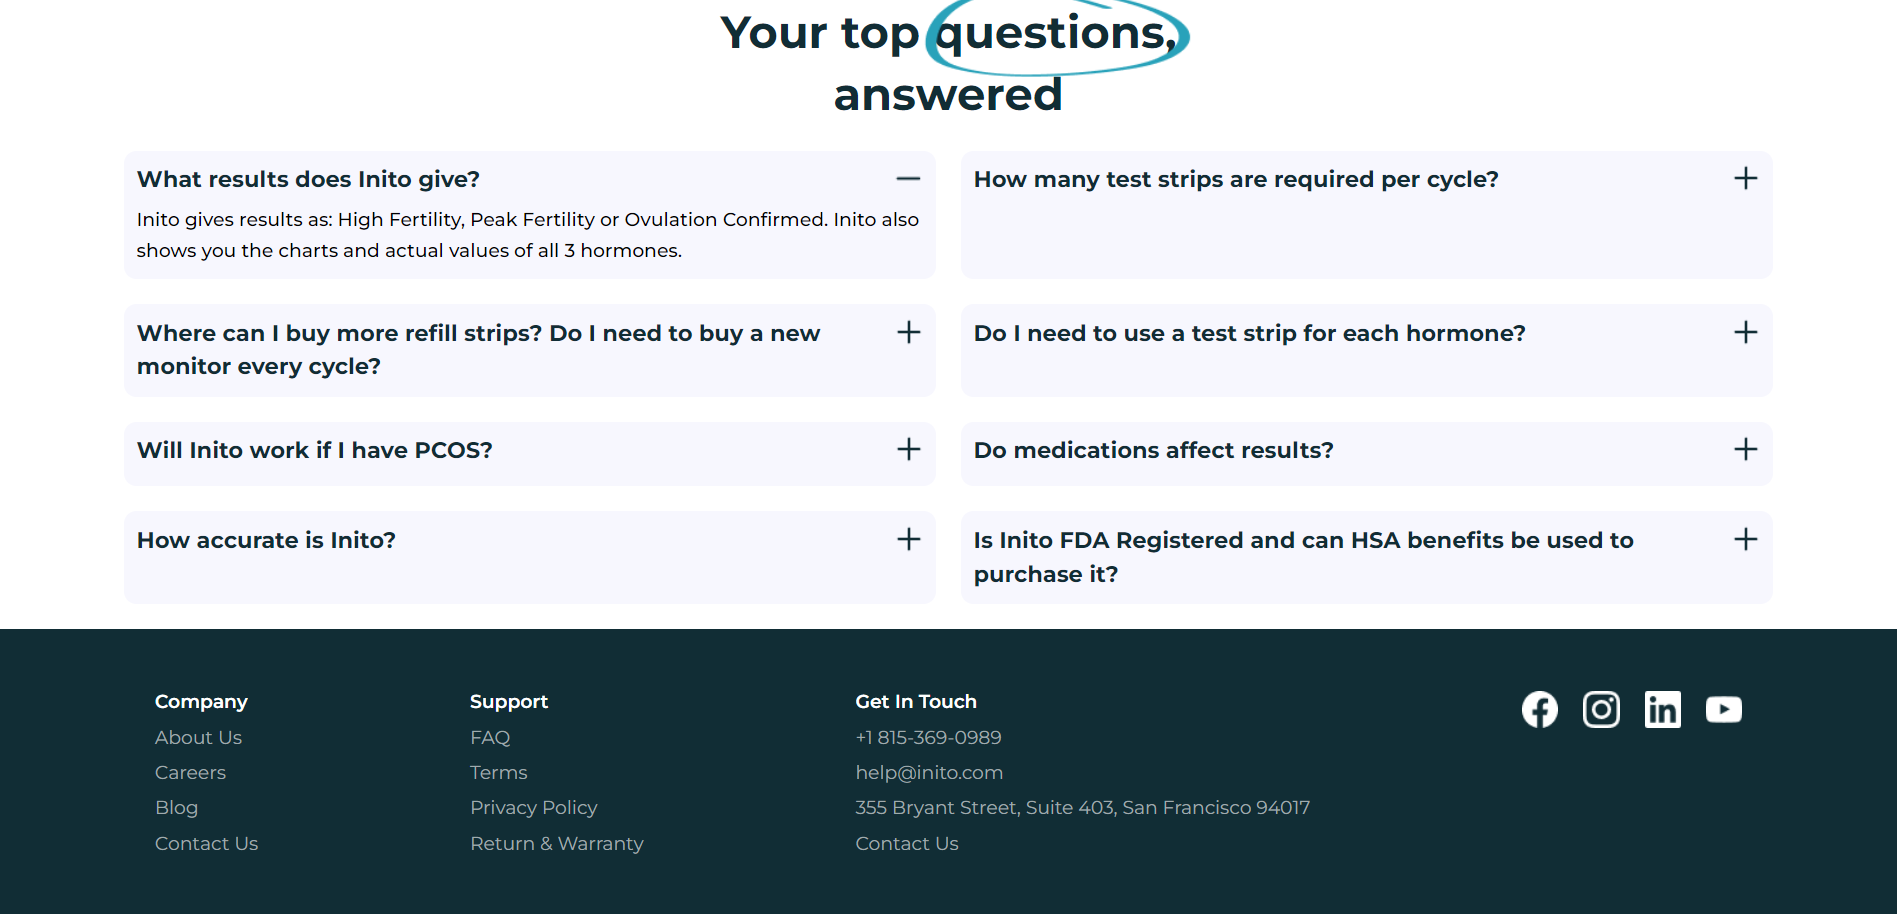 Your top questions,
answered
What results does Inito give?
Inito gives results as: High Fertility, Peak Fertility or Ovulation Confirmed. Inito also
shows you the charts and actual values of all 3 hormones.
How many test strips are required per cycle?
Where can I buy more refill strips? Do I need to buy a new
monitor every cycle?
Do I need to use a test strip for each hormone?
Will Inito work if I have PCOS?
Do medications affect results?
How accurate is Inito?
Is Inito FDA Registered and can HSA benefits be used to
purchase it?
Company
About Us
Careers
Blog
Contact Us
Support
FAQ
Terms
Privacy Policy
Return & Warranty
Get In Touch
+1 815-369-0989
help@inito.com
355 Bryant Street, Suite 403, San Francisco 94017
Contact Us